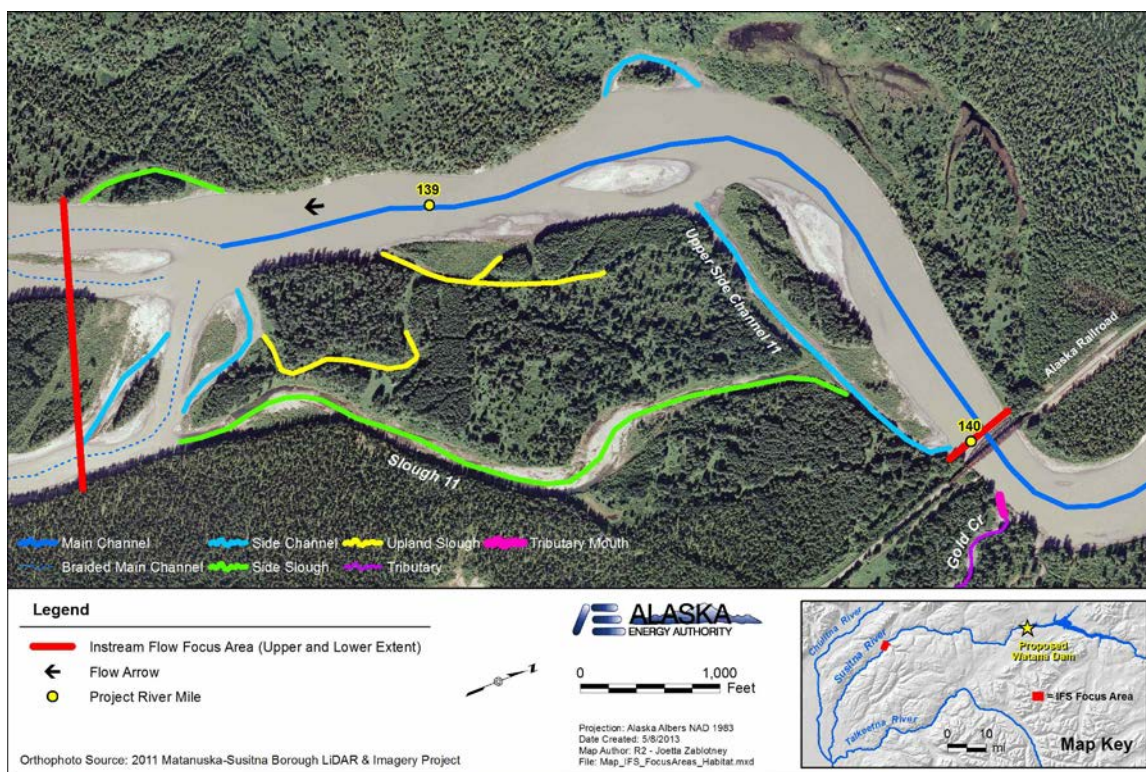 139
Upper Side Channel 11
Alaska Railroad
140
Slough 11
Gold Cr
Main Channel
Side Channel
Upland Slough
Tributary Mouth
Braided Main Channel
Side Slough
Tributary
Legend
Instream Flow Focus Area (Upper and Lower Extent)
Flow Arrow
Project River Mile
Orthophoto Source: 2011 Matanuska-Susitna Borough LiDAR & Imagery Project
Z
ALASKA
ENERGY AUTHORITY
0 1,000
Feet
Projection: Alaska Albers NAD 1983
Date Created: 5/8/2013
Map Author: R2 - Joetta Zablotney
File: Map_IFS_FocusAreas_Habitat.mxd
Chulitna River
Susitna River
Proposed
Watana Dam
= IFS Focus Area
Talkeetna River
0 10
mi
Map Key